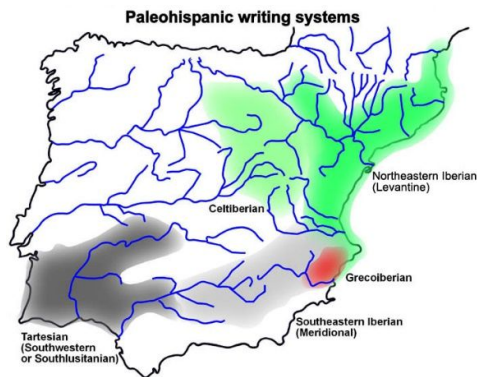 Paleohispanic writing systems
Northeastern Iberian
(Levantine)
Celtiberian
Grecoiberian
Southeastern Iberian
(Meridional)
Tartesian
(Southwestern
or Southlusitanian)